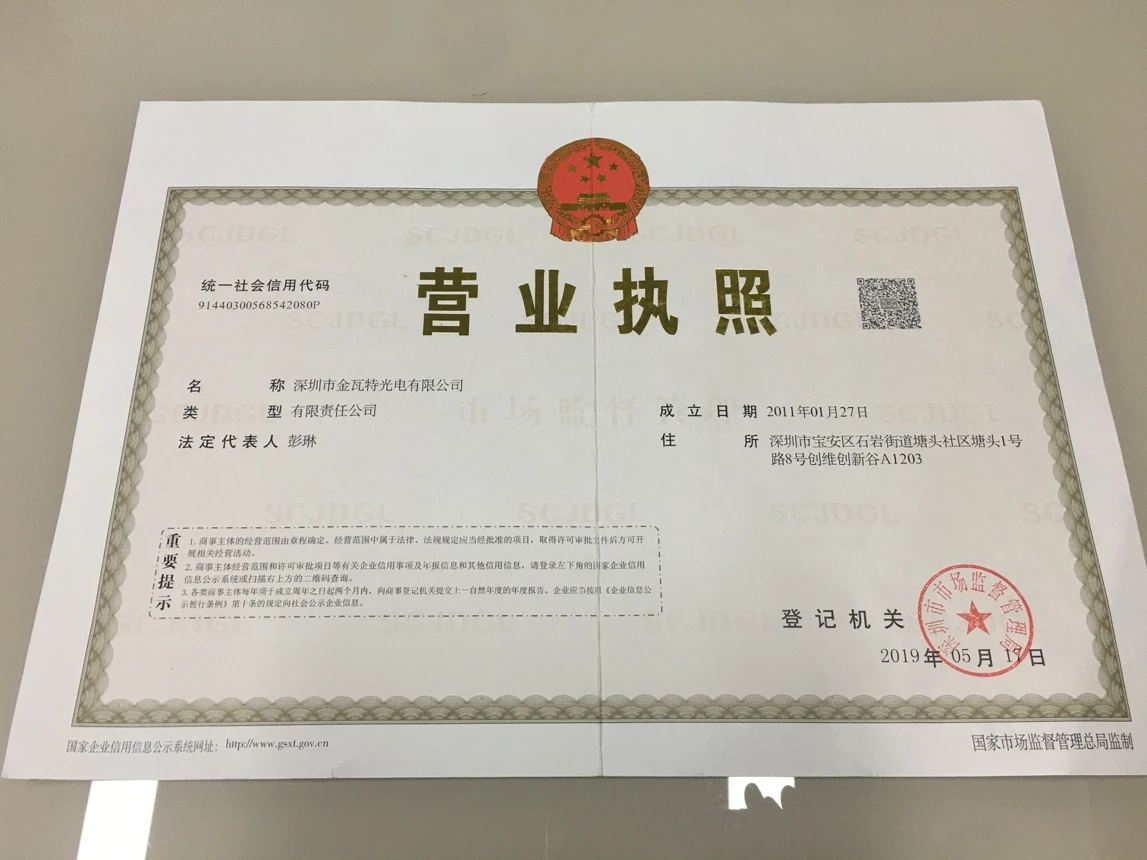 统一社会信用代码
91440300568542080P
营业执照
名称 深圳市金瓦特光电有限公司
类型 有限责任公司
法定代表人 彭琳
成立日期 2011年01月27日
住所 深圳市宝安区石岩街道塘头社区塘头1号
路8号创维创新谷A1203
重要提示
1. 商事主体的经营范围由章程确定。经营范围中属于法律、法规规定应当经批准的项目，取得许可审批文件后方可开
展相关经营活动。
2. 商事主体经营范围和许可审批项目等有关企业信用事项及年报信息和其他信用信息，请登录左下角的国家企业信用
信息公示系统或扫描右上方的二维码查询。
3. 各类商事主体每年须于成立周年之日起两个月内，向商事登记机关提交上一自然年度的年度报告。企业应当按照《企业信息公
示暂行条例》第十条的规定向社会公示企业信息。
登记机关
深圳市市场监督管理局
2019年05月17日
国家企业信用信息公示系统网址：http://www.gsxt.gov.cn
国家市场监督管理总局监制
SCJDGL